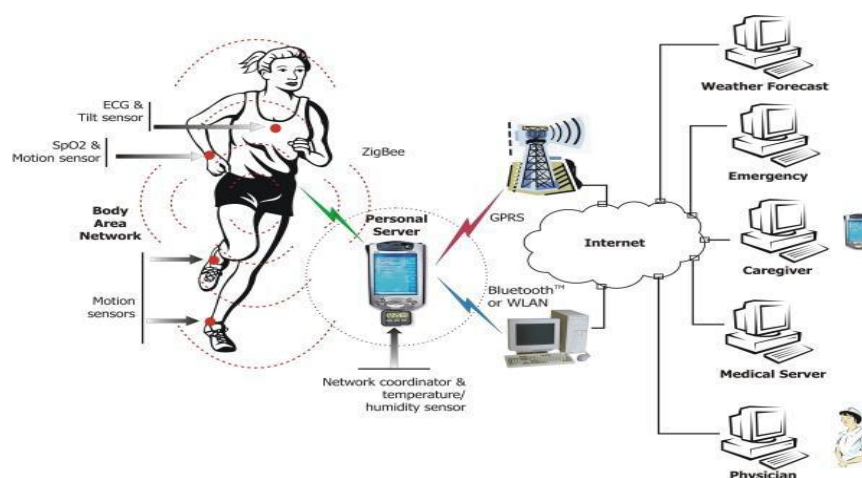 ECG &
Tilt sensor
SpO2 &
Motion sensor
ZigBee
Body
Area
Network
Motion
sensors
Personal
Server
Network coordinator &
temperature/
humidity sensor
GPRS
Bluetooth™
or WLAN
Internet
Weather Forecast
Emergency
Caregiver
Medical Server
Physician